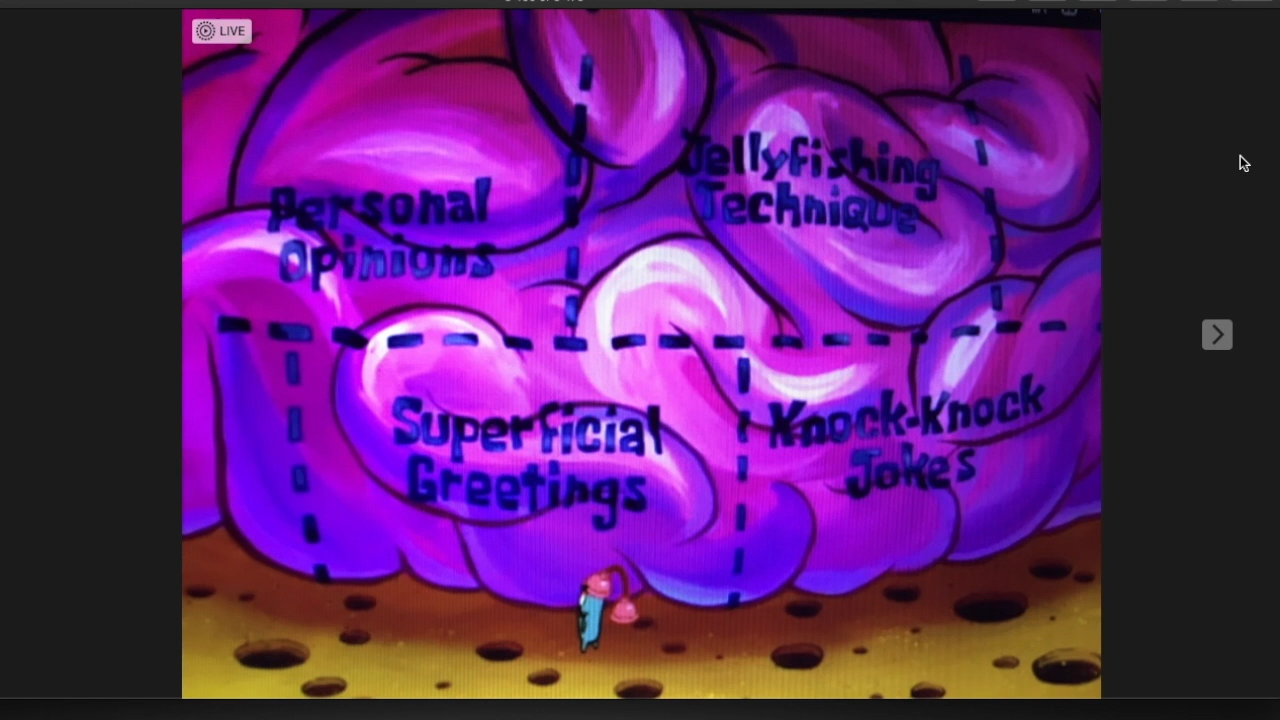 LIVE
Personal
Opinions
Jellyfishing
Technique
Superficial
Greetings
Knock-Knock
Jokes